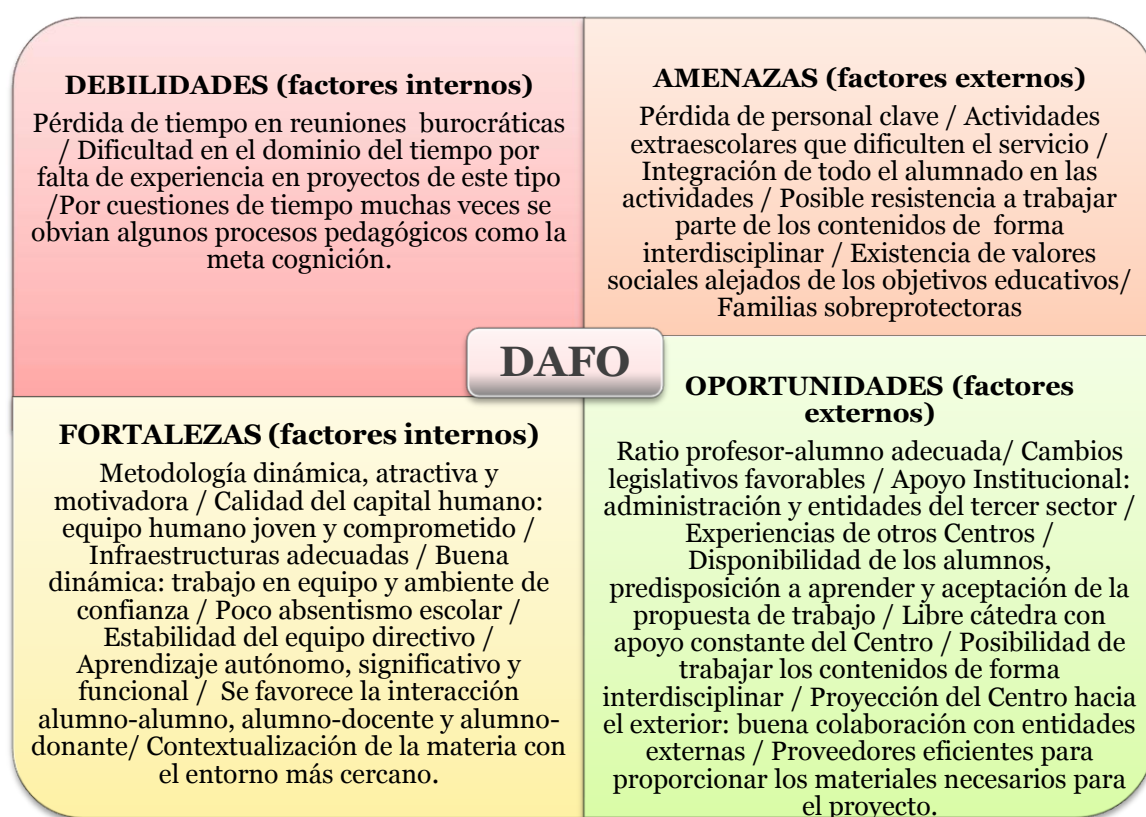 DEBILIDADES (factores internos)
Pérdida de tiempo en reuniones burocráticas
/ Dificultad en el dominio del tiempo por
falta de experiencia en proyectos de este tipo
/Por cuestiones de tiempo muchas veces se
obvian algunos procesos pedagógicos como la
meta cognición.
AMENAZAS (factores externos)
Pérdida de personal clave / Actividades
extraescolares que dificulten el servicio /
Integración de todo el alumnado en las
actividades / Posible resistencia a trabajar
parte de los contenidos de forma
interdisciplinar / Existencia de valores
sociales alejados de los objetivos educativos/
Familias sobreprotectoras
DAFO
FORTALEZAS (factores internos)
Metodología dinámica, atractiva y
motivadora / Calidad del capital humano:
equipo humano joven y comprometido /
Infraestructuras adecuadas / Buena
dinámica: trabajo en equipo y ambiente de
confianza / Poco absentismo escolar /
Estabilidad del equipo directivo /
Aprendizaje autónomo, significativo y
funcional / Se favorece la interacción
alumno-alumno, alumno-docente y alumno-
donante/ Contextualización de la materia con
el entorno más cercano.
OPORTUNIDADES (factores
externos)
Ratio profesor-alumno adecuada/ Cambios
legislativos favorables / Apoyo Institucional:
administración y entidades del tercer sector /
Experiencias de otros Centros /
Disponibilidad de los alumnos,
predisposición a aprender y aceptación de la
propuesta de trabajo / Libre cátedra con
apoyo constante del Centro / Posibilidad de
trabajar los contenidos de forma
interdisciplinar / Proyección del Centro hacia
el exterior: buena colaboración con entidades
externas / Proveedores eficientes para
proporcionar los materiales necesarios para
el proyecto.